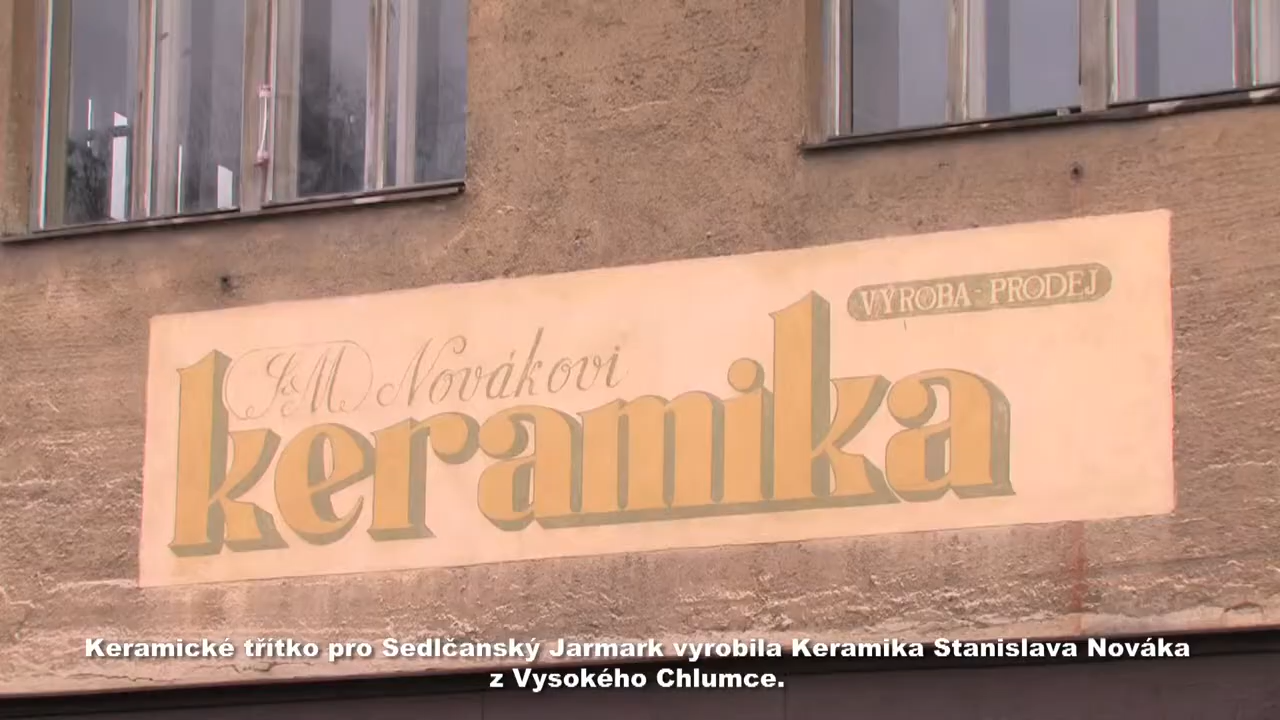 VÝROBA - PRODEJ
S&M Novákovi
keramika
Keramické třítko pro Sedlčanský Jarmark vyrobila Keramika Stanislava Nováka
z Vysokého Chlumce.